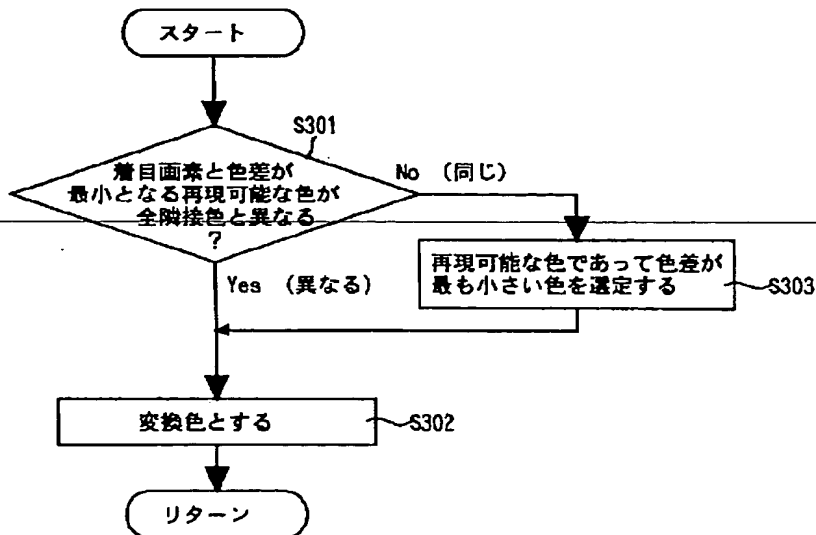 スタート
S301
着目画素と色差が
最小となる再現可能な色が
全隣接色と異なる
?
No (同じ)
Yes (異なる)
再現可能な色であって色差が
最も小さい色を選定する
S303
変換色とする
S302
リターン